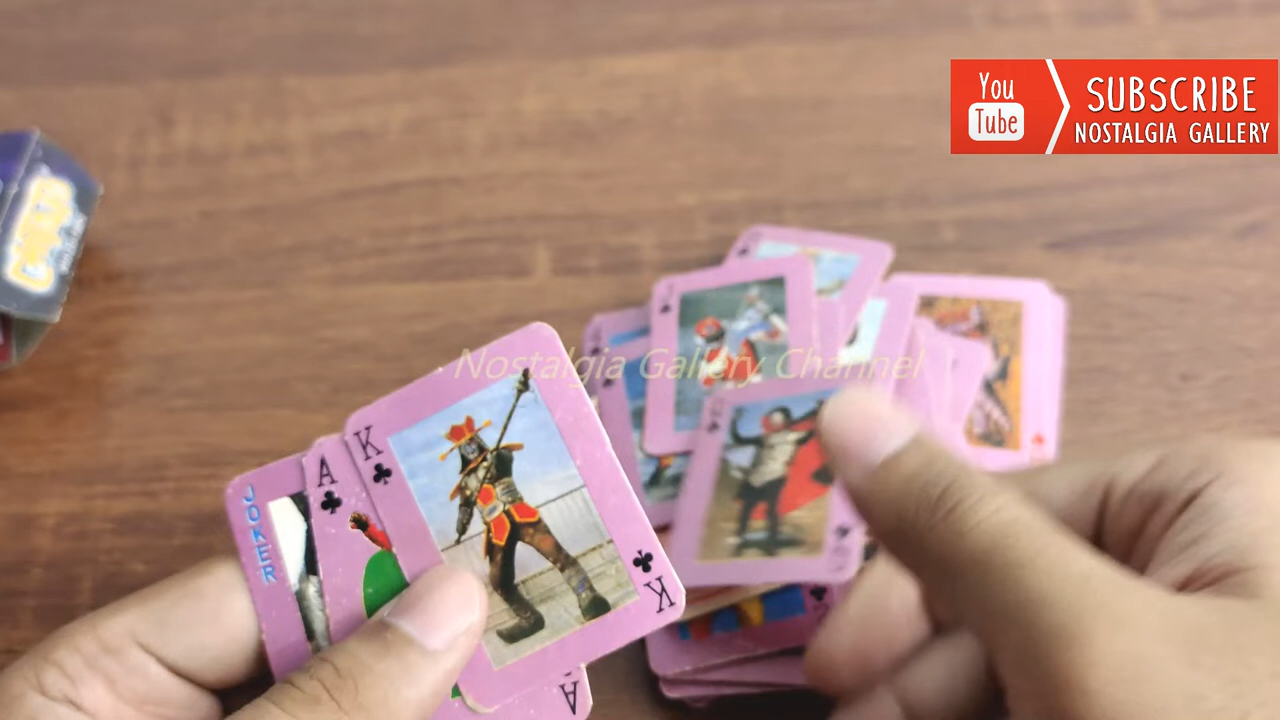 You
Tube
SUBSCRIBE
NOSTALGIA GALLERY
Nostalgia Gallery Channel
K
K
A
JOKER
A